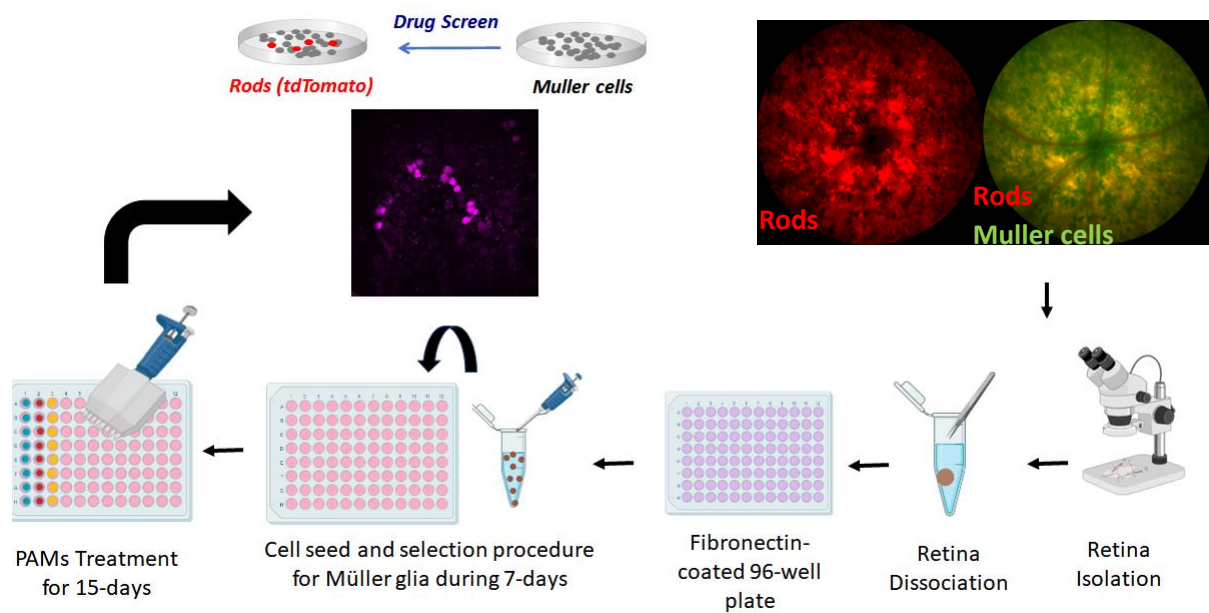 Drug Screen
Rods (tdTomato)
Muller cells
Rods
Rods
Muller cells
PAMs Treatment
for 15-days
Cell seed and selection procedure
for Müller glia during 7-days
Fibronectin-
coated 96-well
plate
Retina
Dissociation
Retina
Isolation